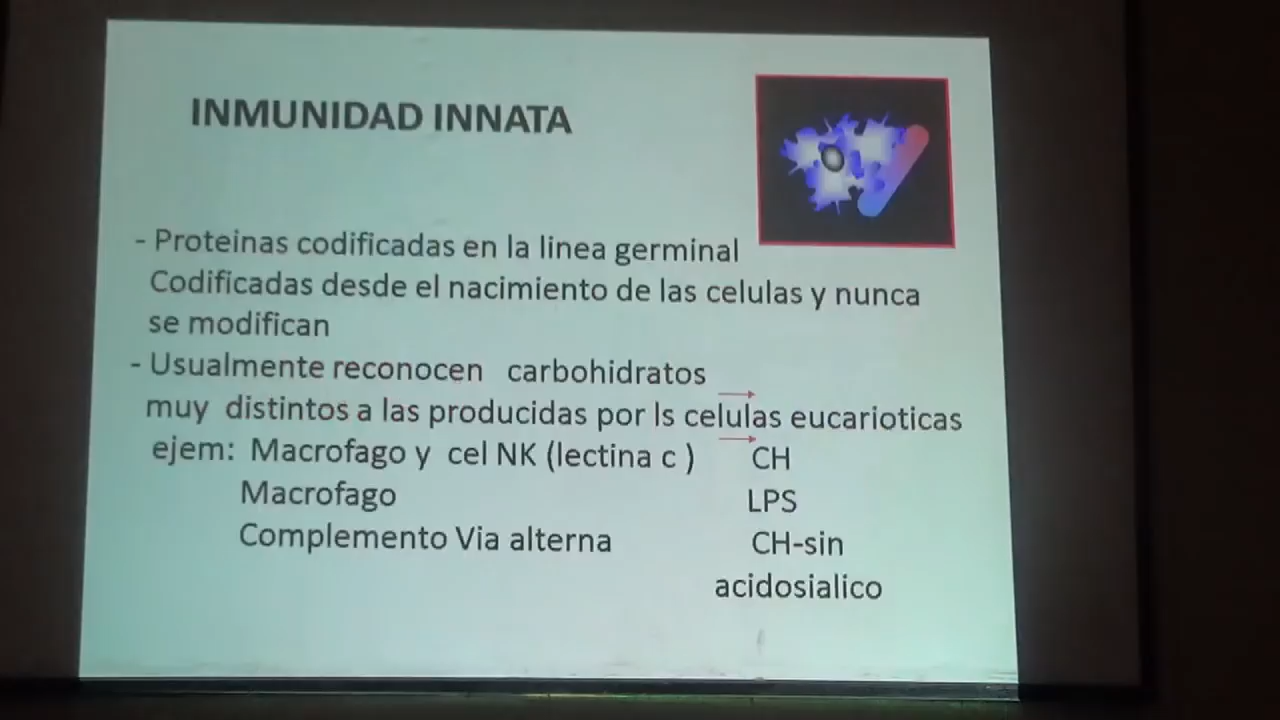 INMUNIDAD INNATA
- Proteinas codificadas en la linea germinal
Codificadas desde el nacimiento de las celulas y nunca
se modifican
- Usualmente reconocen carbohidratos
muy distintos a las producidas por ls celulas eucarioticas
ejem: Macrofago y cel NK (lectina c ) CH
Macrofago LPS
Complemento Via alterna CH-sin
acidosialico